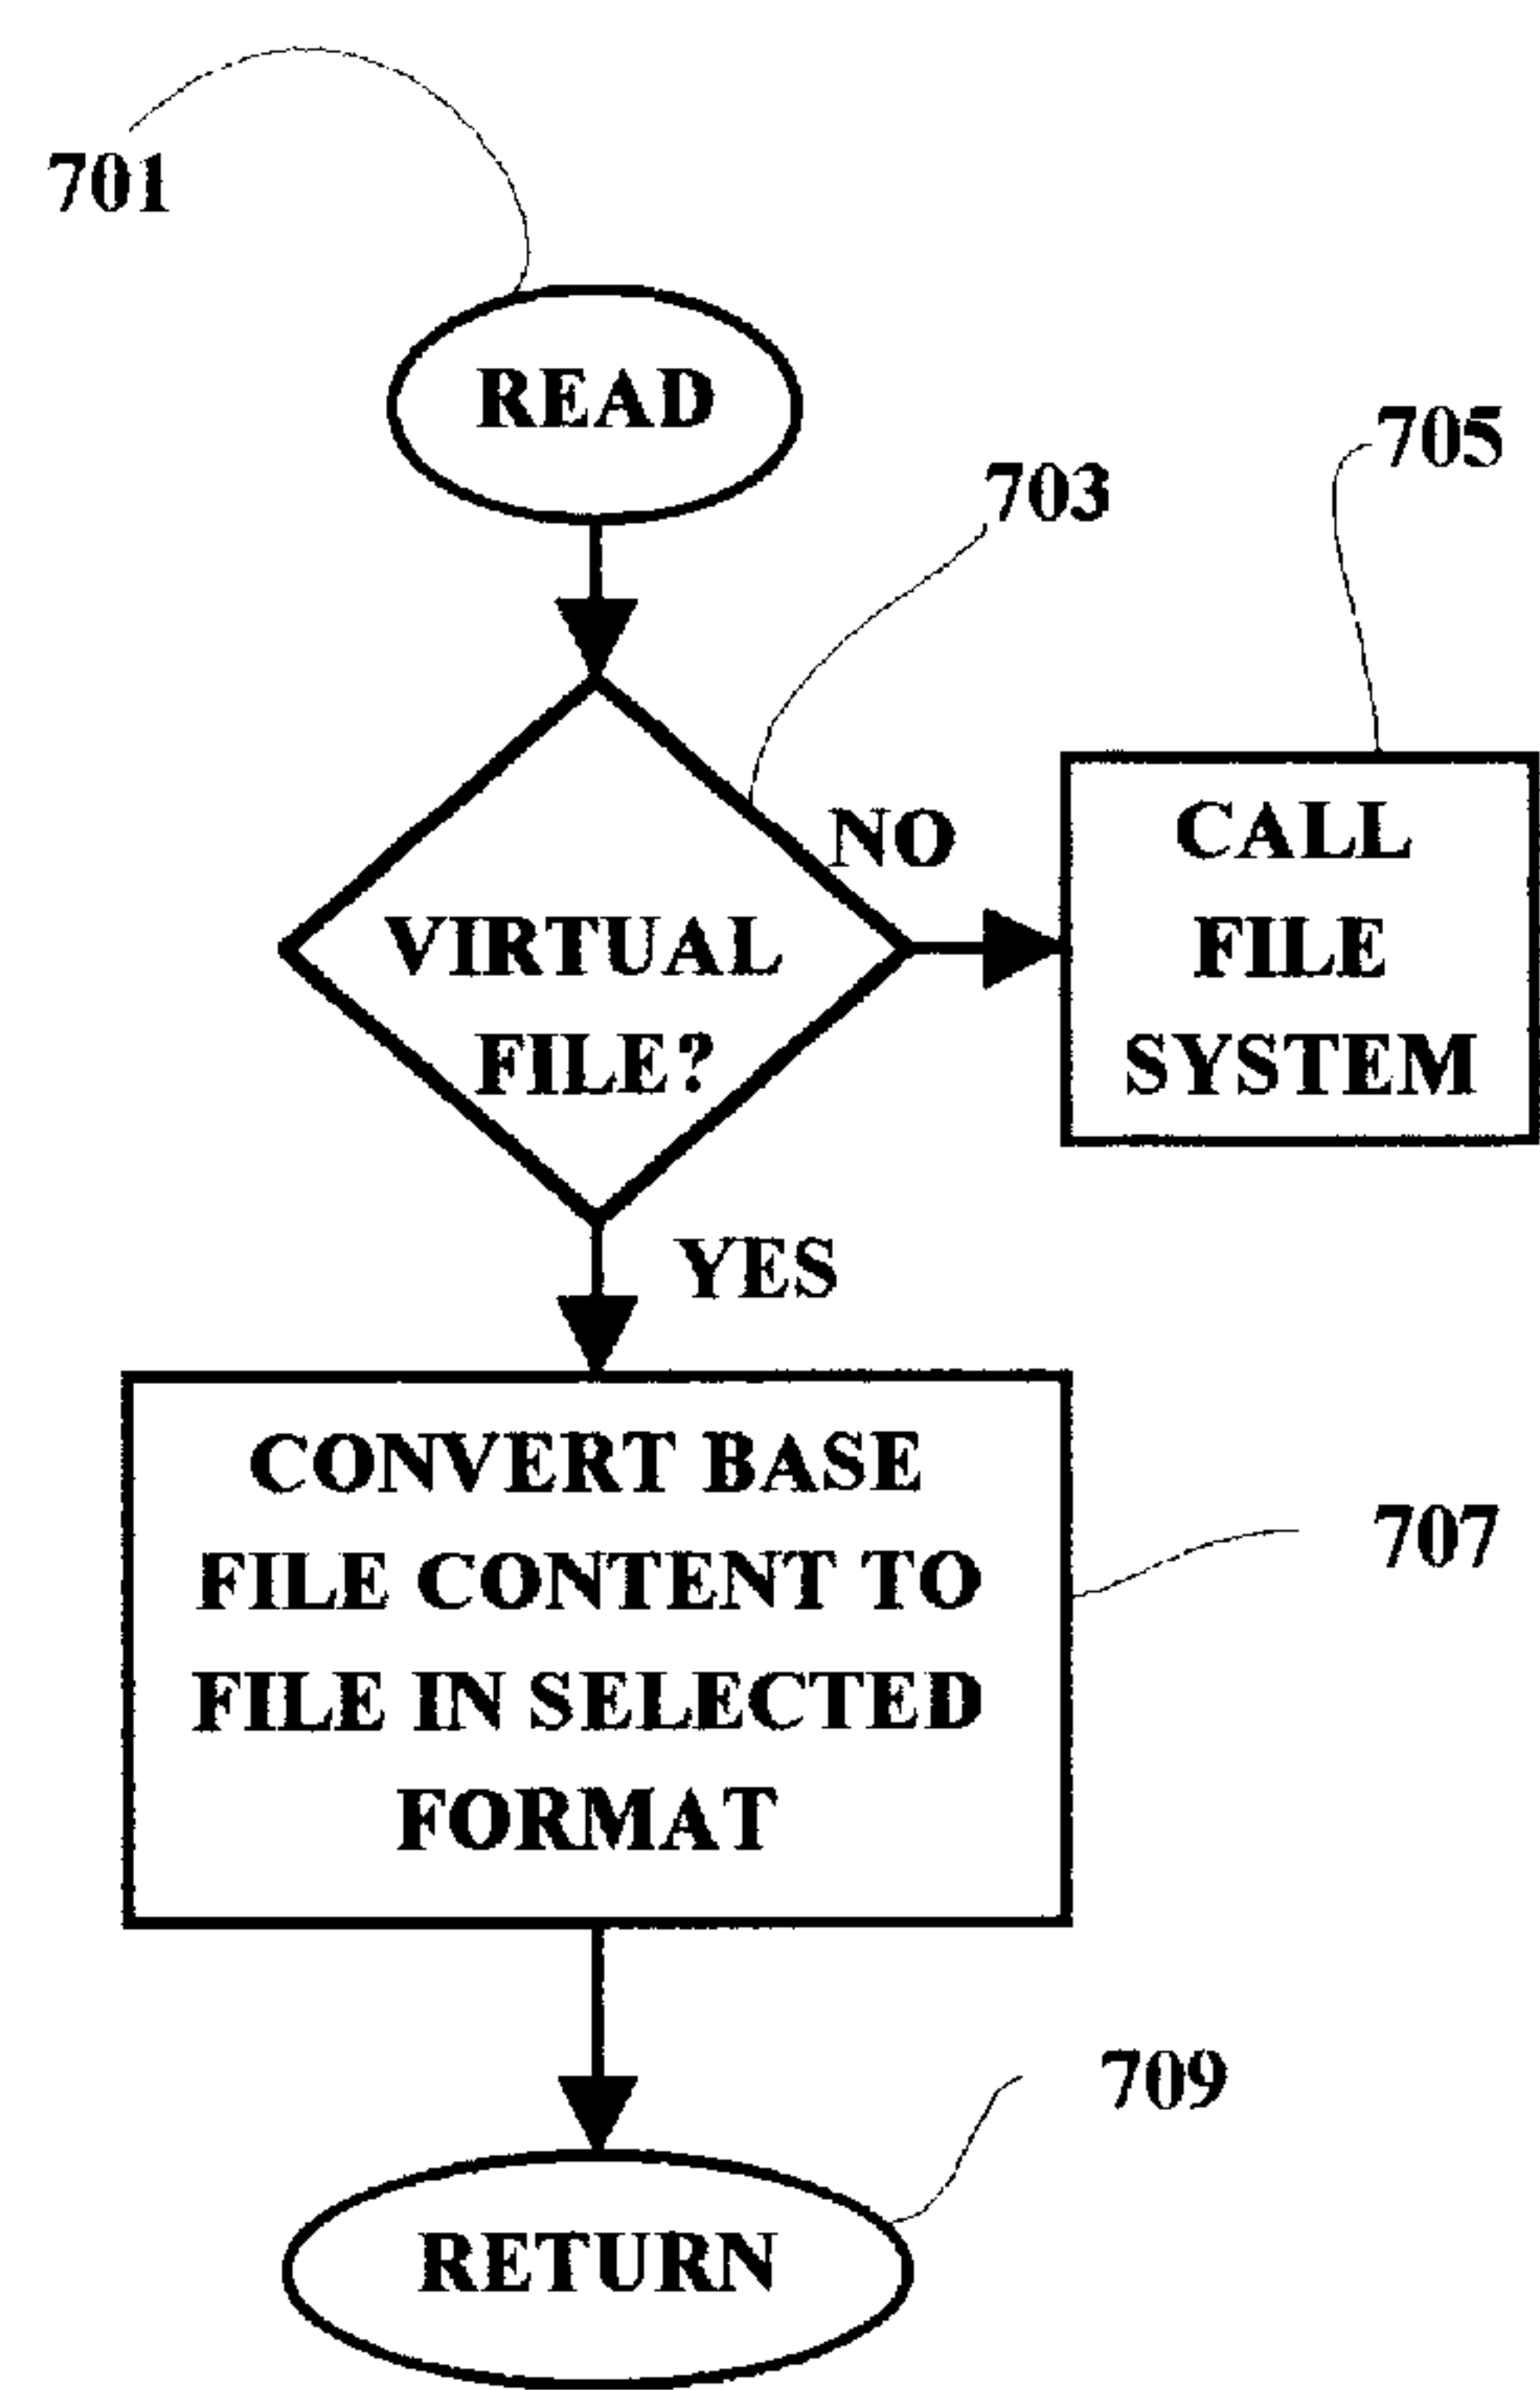 701
READ
705
703
NO
CALL
FILE
SYSTEM
VIRTUAL
FILE?
YES
CONVERT BASE
FILE CONTENT TO
FILE IN SELECTED
FORMAT
707
709
RETURN